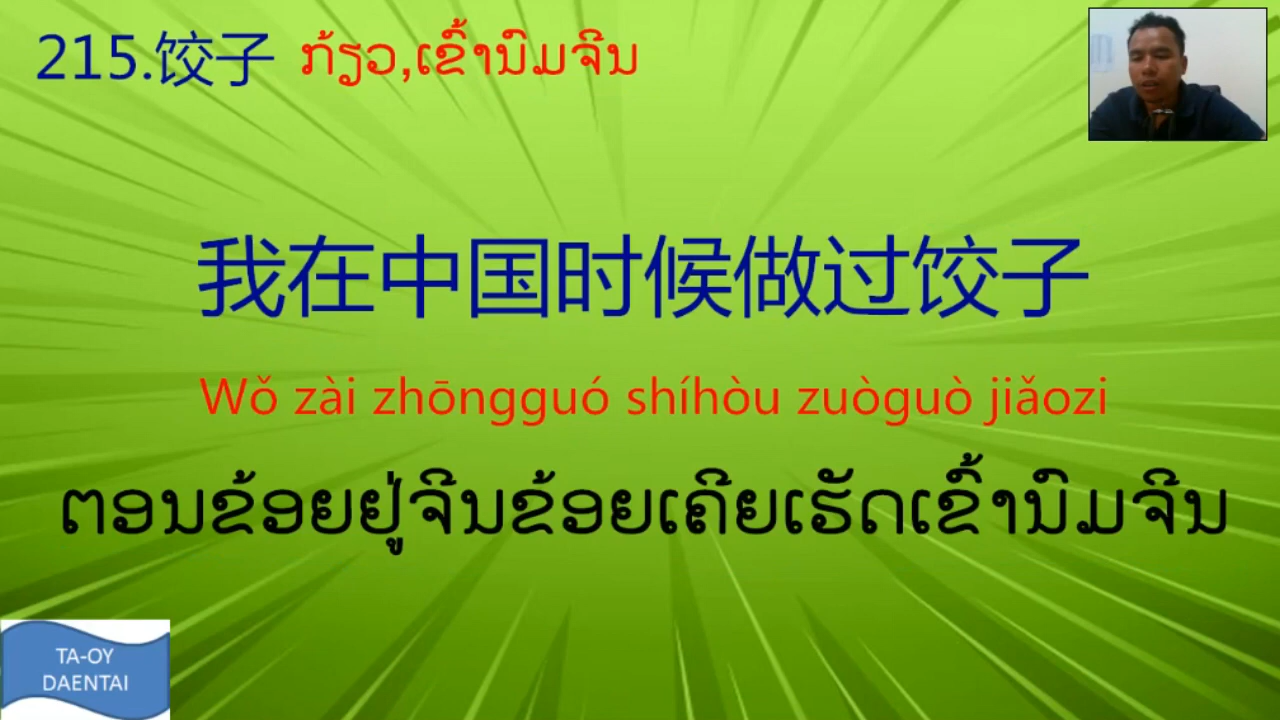 215.饺子 ກ້ຽວ,ເຂົ້ານົມຈີນ
我在中国时候做过饺子
Wǒ zài zhōngguó shíhòu zuòguò jiǎozi
ຕອນຂ້ອຍຢູ່ຈີນຂ້ອຍເຄີຍເຮັດເຂົ້ານົມຈີນ
TA-OY
DAENTAI